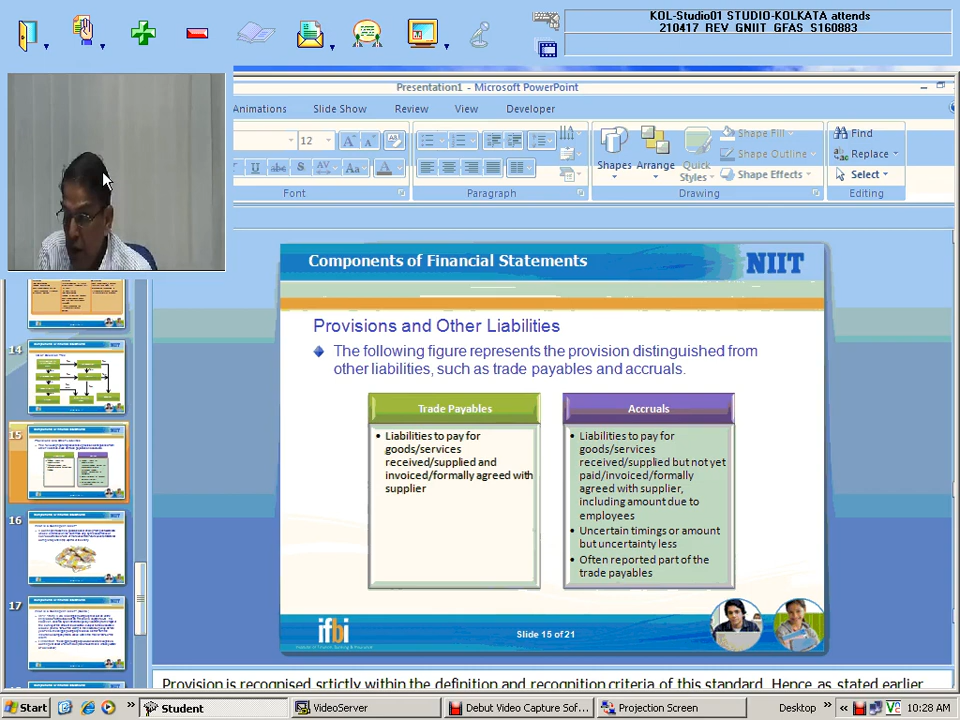 KOL-Studio01 STUDIO-KOLKATA attends
210417_REV_GNIIT_GFAS_S160883
Presentation1 - Microsoft PowerPoint
Animations Slide Show Review View Developer
12
Shapes Arrange Quick Styles
Shape Fill
Shape Outline
Shape Effects
Find
Replace
Select
Font Paragraph Drawing Editing
14
15
16
17
Components of Financial Statements
NIIT
Provisions and Other Liabilities
The following figure represents the provision distinguished from
other liabilities, such as trade payables and accruals.
Trade Payables
• Liabilities to pay for
goods/services
received/supplied and
invoiced/formally agreed with
supplier
Accruals
• Liabilities to pay for
goods/services
received/supplied but not yet
paid/invoiced/formally
agreed with supplier,
including amount due to
employees
• Uncertain timings or amount
but uncertainty less
• Often reported part of the
trade payables
ifbi
Slide 15 of 21
Provision is recognised srtictly within the definition and recognition criteria of this standard. Hence as stated earlier
Start Student VideoServer Debut Video Capture Sof... Projection Screen Desktop 10:28 AM